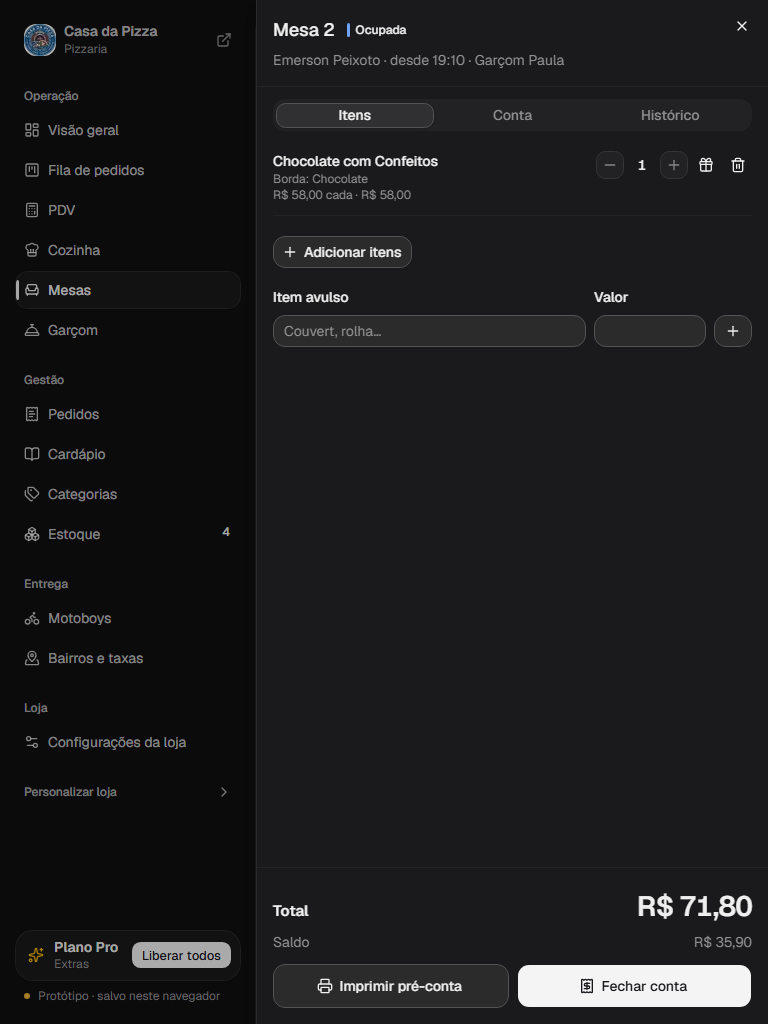 Casa da Pizza
Pizzaria
Operação
Visão geral
Fila de pedidos
PDV
Cozinha
Mesas
Garçom
Gestão
Pedidos
Cardápio
Categorias
Estoque 4
Entrega
Motoboys
Bairros e taxas
Loja
Configurações da loja
Personalizar loja
Plano Pro
Extras
Liberar todos
Protótipo · salvo neste navegador
Mesa 2 Ocupada
Emerson Peixoto · desde 19:10 · Garçom Paula
Itens Conta Histórico
Chocolate com Confeitos
Borda: Chocolate
R$ 58,00 cada · R$ 58,00
1
Adicionar itens
Item avulso Valor
Couvert, rolha...
Total R$ 71,80
Saldo R$ 35,90
Imprimir pré-conta Fechar conta